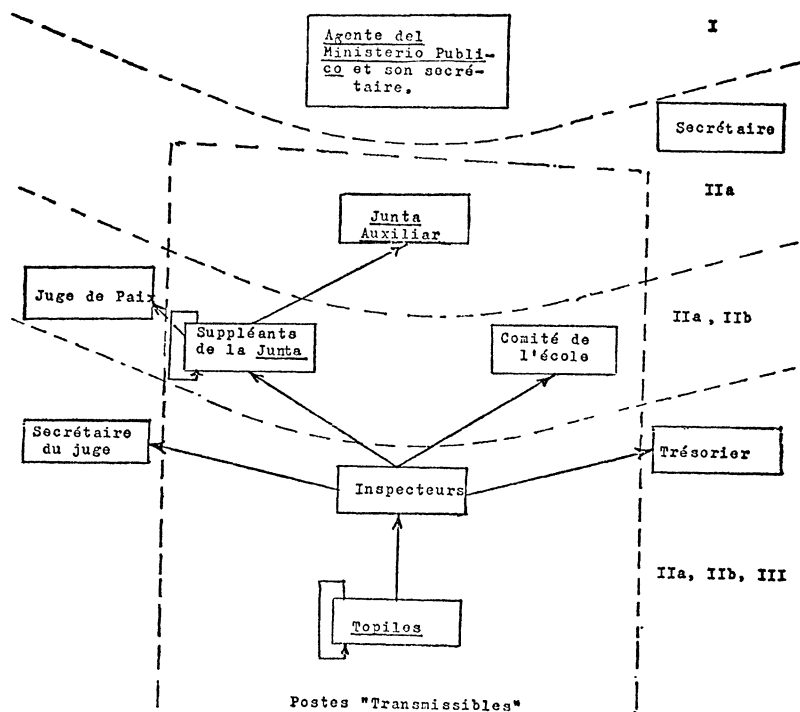 I
Agente del
Ministerio Publi-
co et son secré-
taire.
Secrétaire
IIa
Junta
Auxiliar
Juge de Paix
Suppléants
de la Junta
Comité de
l'école
IIa, IIb
Secrétaire
du juge
Inspecteurs
Trésorier
IIa, IIb, III
Topiles
Postes "Transmissibles"